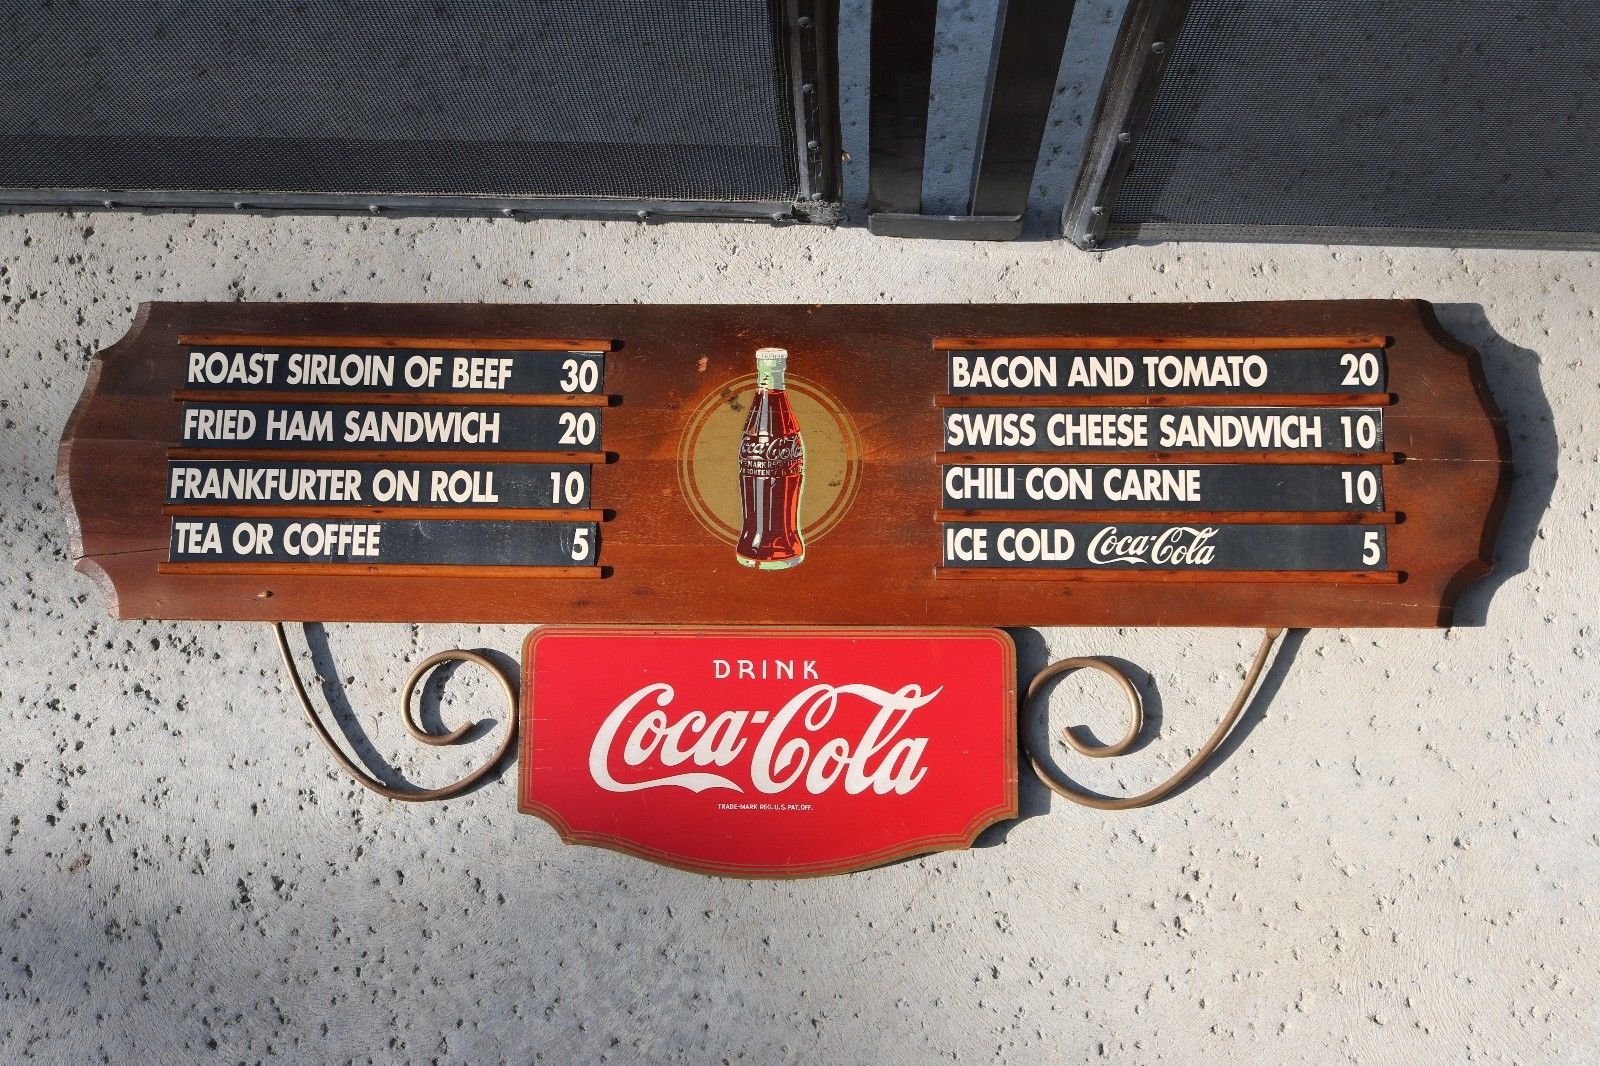 ROAST SIRLOIN OF BEEF 30
FRIED HAM SANDWICH 20
FRANKFURTER ON ROLL 10
TEA OR COFFEE 5
Coca-Cola
BACON AND TOMATO 20
SWISS CHEESE SANDWICH 10
CHILI CON CARNE 10
ICE COLD Coca-Cola 5
DRINK
Coca-Cola
TRADE-MARK REG. U.S. PAT. OFF.